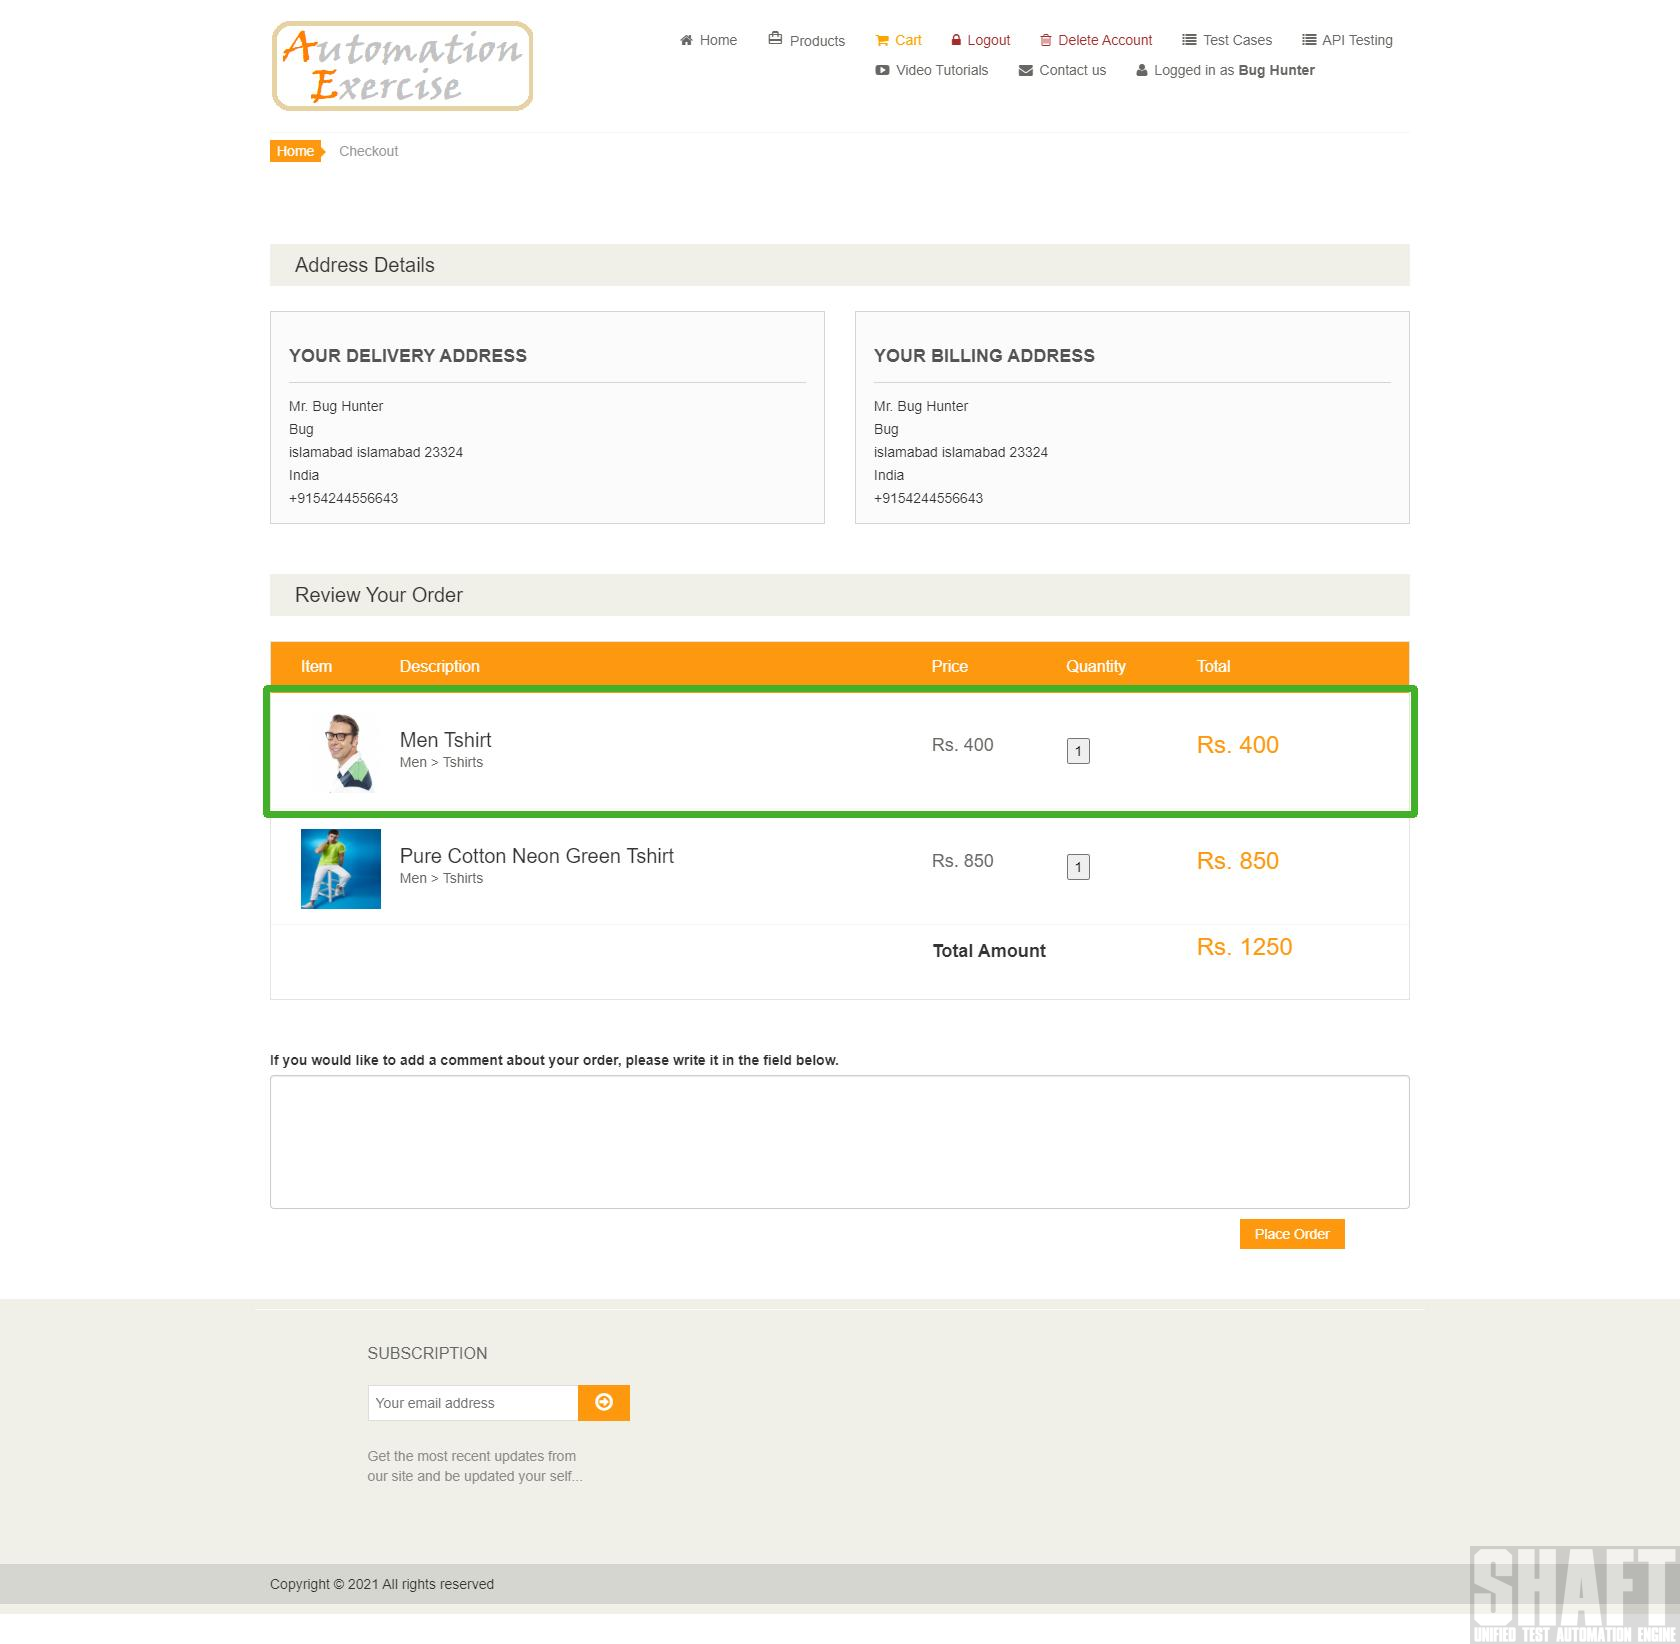 Automation
Exercise
Home
Products
Cart
Logout
Delete Account
Test Cases
API Testing
Video Tutorials
Contact us
Logged in as Bug Hunter
Home
Checkout
Address Details
YOUR DELIVERY ADDRESS
Mr. Bug Hunter
Bug
islamabad islamabad 23324
India
+9154244556643
YOUR BILLING ADDRESS
Mr. Bug Hunter
Bug
islamabad islamabad 23324
India
+9154244556643
Review Your Order
Item Description Price Quantity Total
Men Tshirt Rs. 400 1 Rs. 400
Men > Tshirts
Pure Cotton Neon Green Tshirt Rs. 850 1 Rs. 850
Men > Tshirts
Total Amount Rs. 1250
If you would like to add a comment about your order, please write it in the field below.
Place Order
SUBSCRIPTION
Your email address
Get the most recent updates from
our site and be updated your self...
Copyright © 2021 All rights reserved
SHAFT
UNIFIED TEST AUTOMATION ENGINE